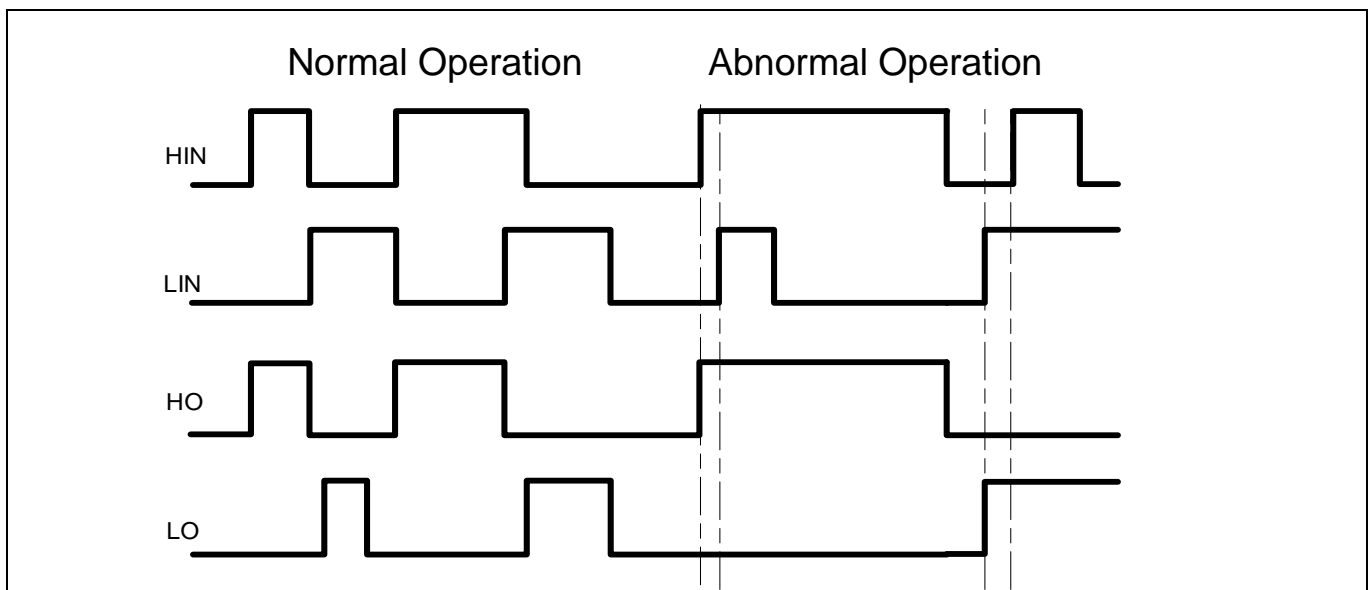 Normal Operation
Abnormal Operation
HIN
LIN
HO
LO